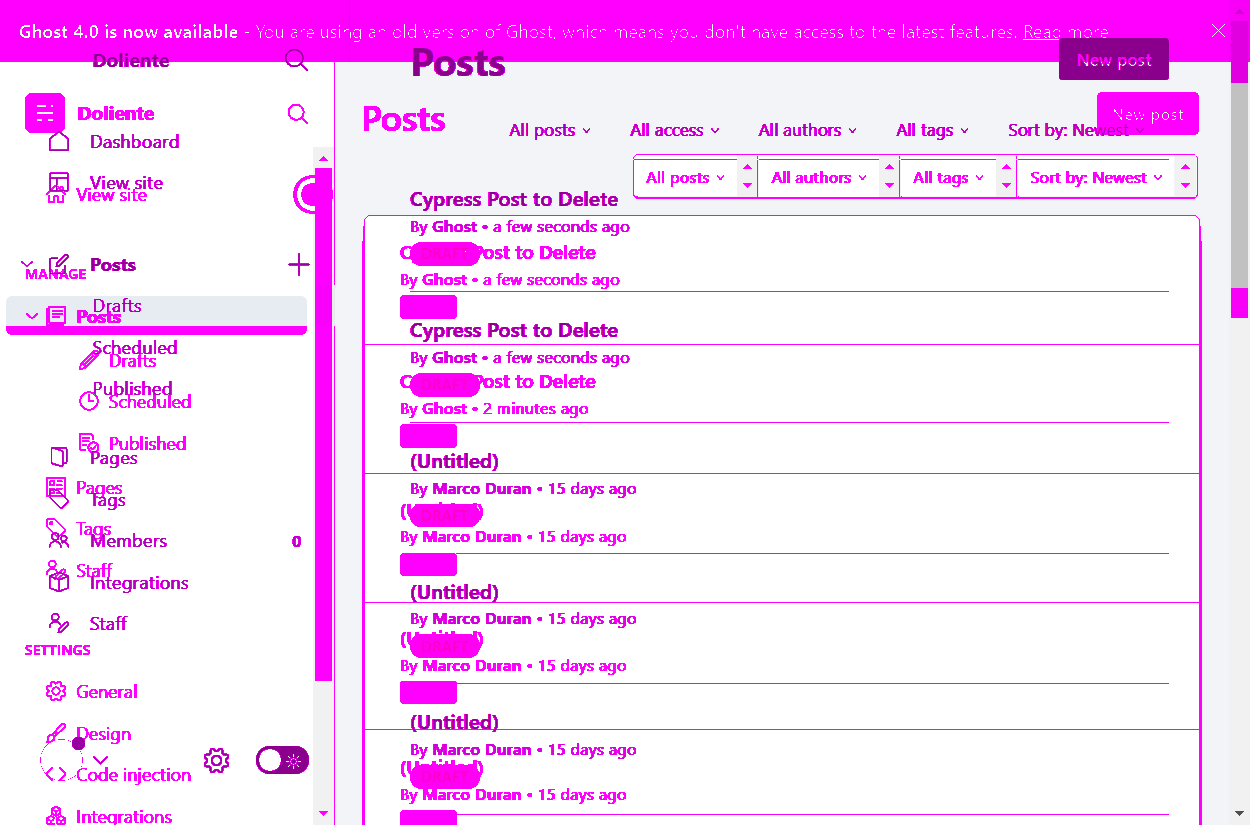 Ghost 4.0 is now available - You are using an old version of Ghost, which means you don't have access to the latest features. Read more
Doliente
Doliente
Dashboard
View site
View site
Posts
MANAGE
Drafts
Posts
Scheduled
Drafts
Published
Scheduled
Published
Pages
Pages
Tags
Tags
Members 0
Staff
Integrations
Staff
SETTINGS
General
Design
Code injection
Integrations
Posts
New post
Posts
New post
All posts
All access
All authors
All tags
Sort by: Newest
All posts
All authors
All tags
Sort by: Newest
Cypress Post to Delete
By Ghost • a few seconds ago
Post to Delete
By Ghost • a few seconds ago
Cypress Post to Delete
By Ghost • a few seconds ago
Post to Delete
By Ghost • 2 minutes ago
(Untitled)
By Marco Duran • 15 days ago
DRAFT
By Marco Duran • 15 days ago
(Untitled)
By Marco Duran • 15 days ago
DRAFT
By Marco Duran • 15 days ago
(Untitled)
By Marco Duran • 15 days ago
DRAFT
By Marco Duran • 15 days ago